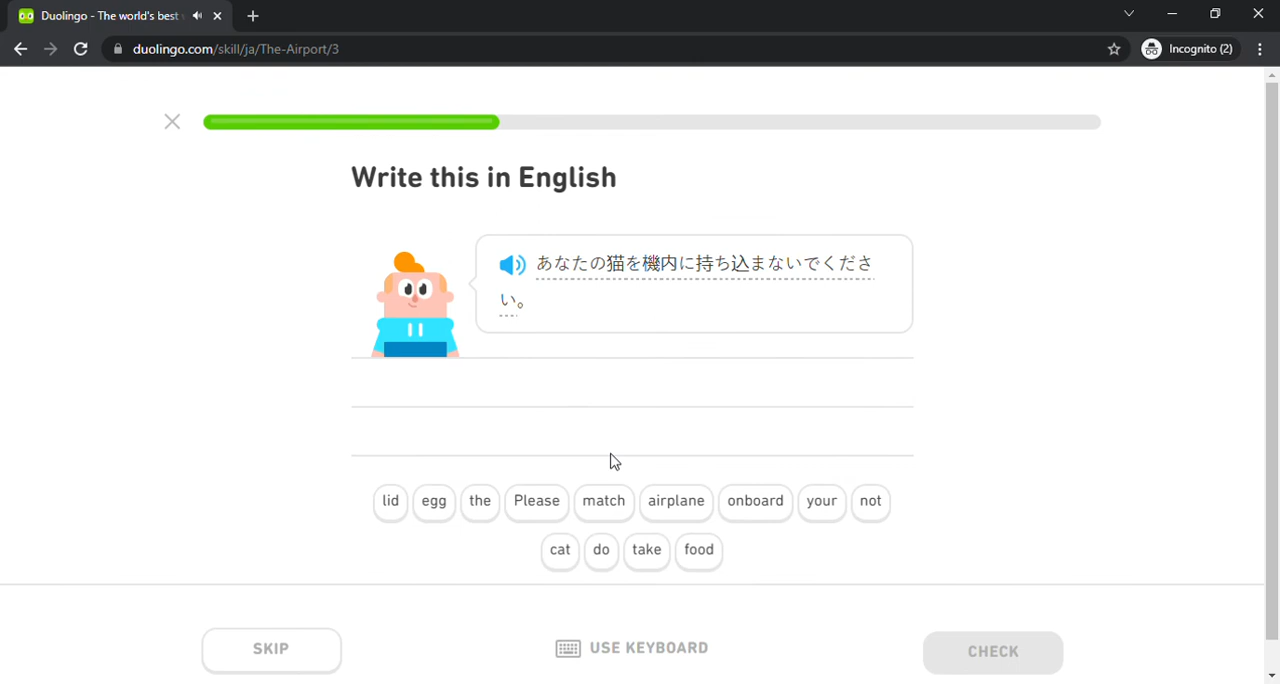 Duolingo - The world's best
duolingo.com/skill/ja/The-Airport/3
Incognito (2)
Write this in English
あなたの猫を機内に持ち込まないでくださ
い。
lid egg the Please match airplane onboard your not
cat do take food
SKIP USE KEYBOARD CHECK